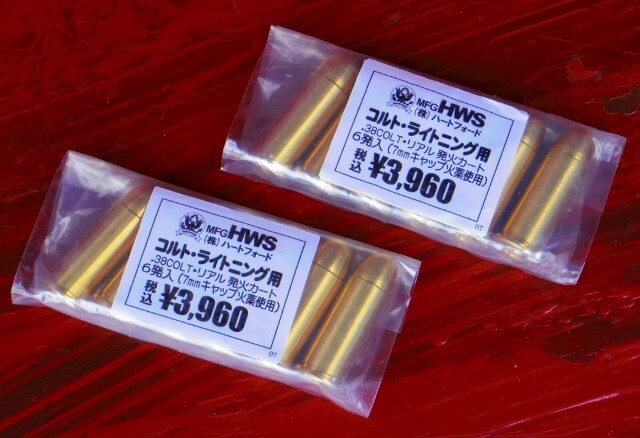 MFG HWS
(株)ハートフォード
コルト・ライトニング用
.38COLT・リアル発火カート
6発入(7mmキャップ火薬使用)
税込 ¥3,960
07
MFG HWS
(株)ハートフォード
コルト・ライトニング用
.38COLT・リアル発火カート
6発入(7mmキャップ火薬使用)
税込 ¥3,960
07